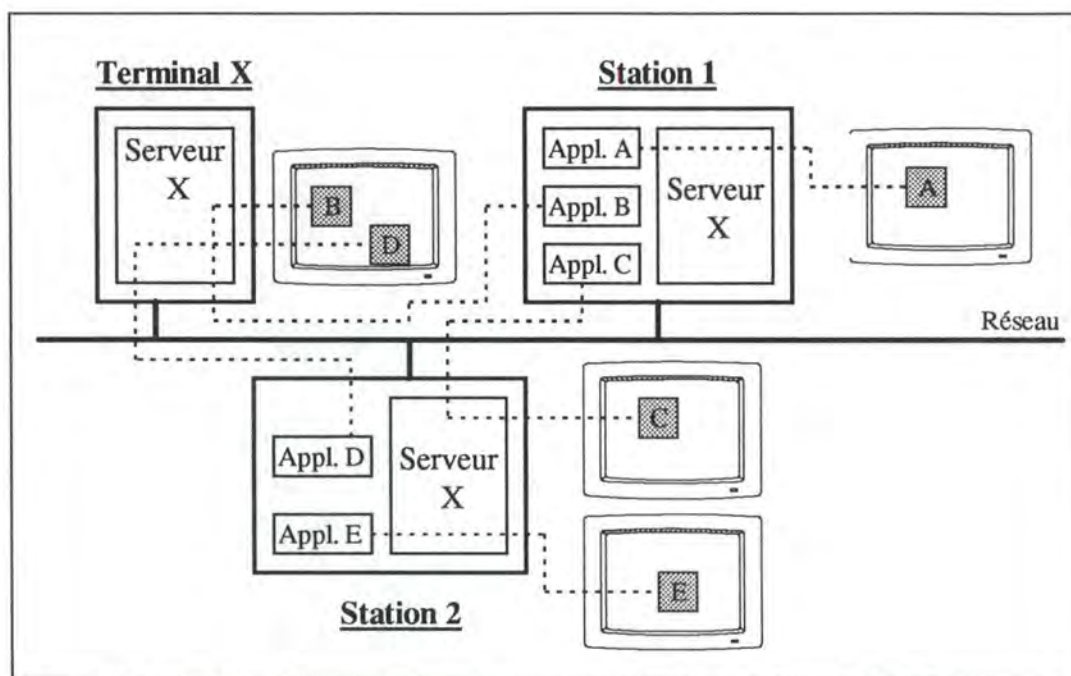 Terminal X
Station 1
Serveur
X
B
D
Appl. A
Appl. B
Appl. C
Serveur
X
A
Réseau
Appl. D
Appl. E
Serveur
X
C
E
Station 2